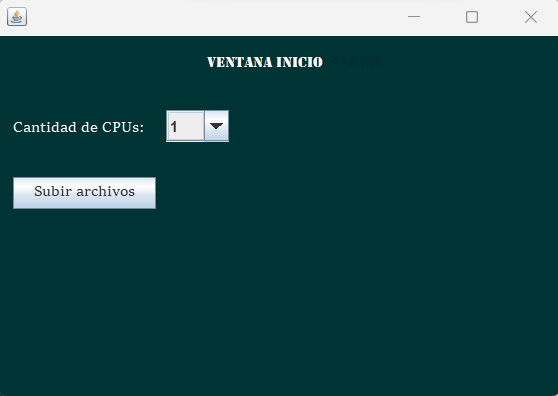 VENTANA INICIO
Cantidad de CPUs: 1
Subir archivos